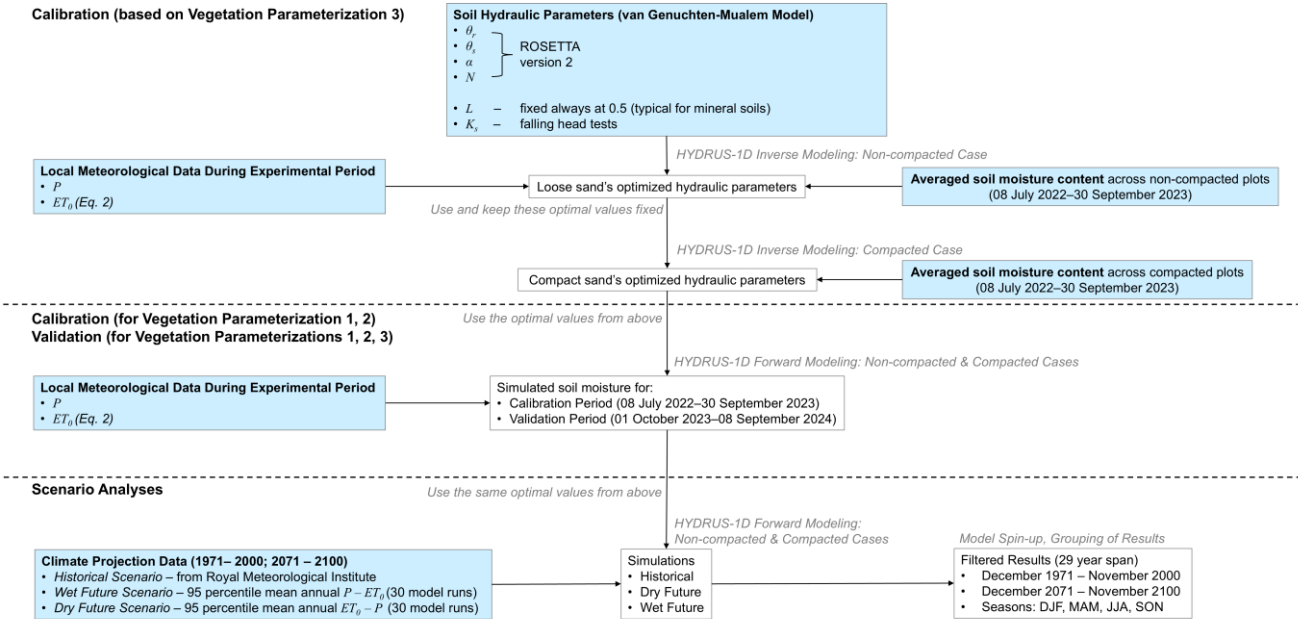 Calibration (based on Vegetation Parameterization 3)
Soil Hydraulic Parameters (van Genuchten-Mualem Model)
• θr
• θs
• α
• N
ROSETTA
version 2
• L – fixed always at 0.5 (typical for mineral soils)
• Ks – falling head tests
HYDRUS-1D Inverse Modeling: Non-compacted Case
Local Meteorological Data During Experimental Period
• P
• ET0 (Eq. 2)
Loose sand's optimized hydraulic parameters
Averaged soil moisture content across non-compacted plots
(08 July 2022–30 September 2023)
Use and keep these optimal values fixed
HYDRUS-1D Inverse Modeling: Compacted Case
Compact sand's optimized hydraulic parameters
Averaged soil moisture content across compacted plots
(08 July 2022–30 September 2023)
Calibration (for Vegetation Parameterization 1, 2)
Validation (for Vegetation Parameterizations 1, 2, 3)
Use the optimal values from above
HYDRUS-1D Forward Modeling: Non-compacted & Compacted Cases
Local Meteorological Data During Experimental Period
• P
• ET0 (Eq. 2)
Simulated soil moisture for:
• Calibration Period (08 July 2022–30 September 2023)
• Validation Period (01 October 2023–08 September 2024)
Scenario Analyses
Use the same optimal values from above
HYDRUS-1D Forward Modeling:
Non-compacted & Compacted Cases
Climate Projection Data (1971– 2000; 2071 – 2100)
• Historical Scenario – from Royal Meteorological Institute
• Wet Future Scenario – 95 percentile mean annual P – ET0 (30 model runs)
• Dry Future Scenario – 95 percentile mean annual ET0 – P (30 model runs)
Simulations
• Historical
• Dry Future
• Wet Future
Model Spin-up, Grouping of Results
Filtered Results (29 year span)
• December 1971 – November 2000
• December 2071 – November 2100
• Seasons: DJF, MAM, JJA, SON